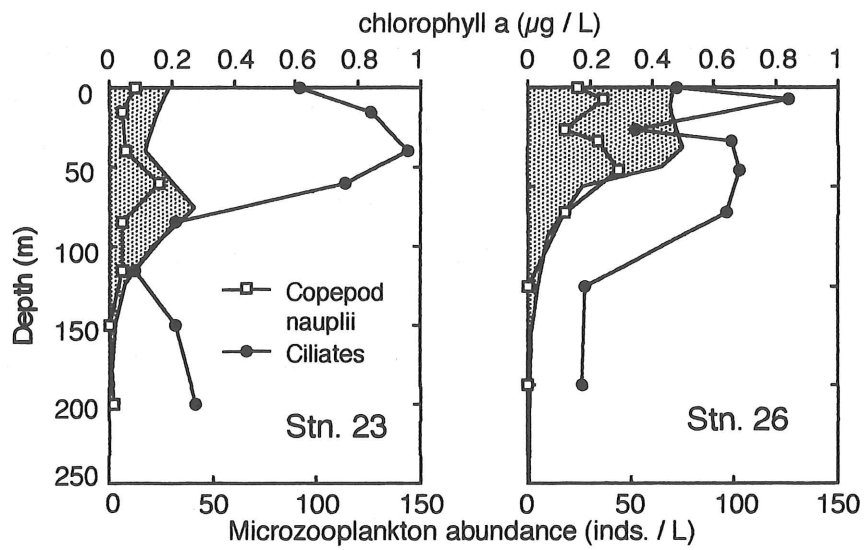 chlorophyll a (µg / L)
0 0.2 0.4 0.6 0.8 1
0 0.2 0.4 0.6 0.8 1
0
50
100
150
200
250
Depth (m)
Copepod
nauplii
Ciliates
Stn. 23
Stn. 26
0 50 100 150
0 50 100 150
Microzooplankton abundance (inds. / L)